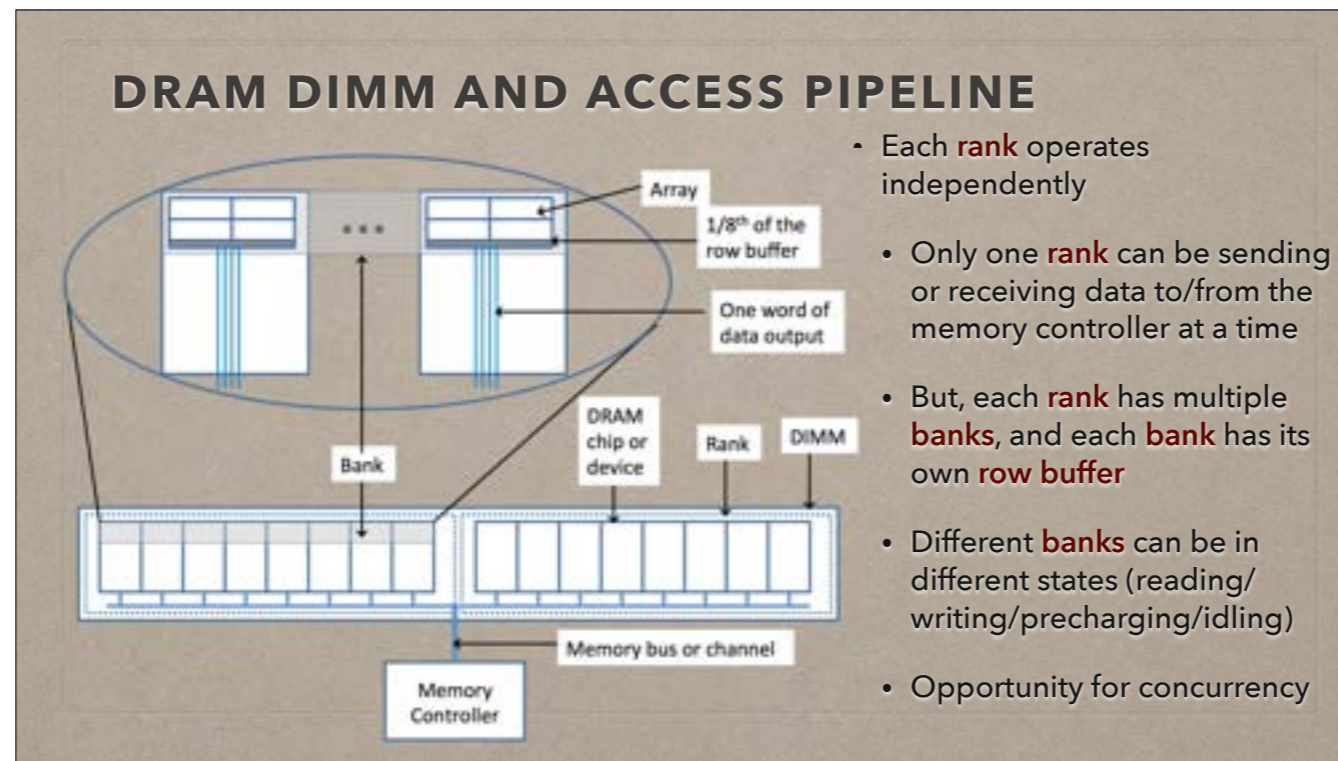 DRAM DIMM AND ACCESS PIPELINE
Array
1/8th of the
row buffer
One word of
data output
DRAM
chip or
device
Rank
DIMM
Bank
Memory bus or channel
Memory
Controller
• Each rank operates
independently
• Only one rank can be sending
or receiving data to/from the
memory controller at a time
• But, each rank has multiple
banks, and each bank has its
own row buffer
• Different banks can be in
different states (reading/
writing/precharging/idling)
• Opportunity for concurrency